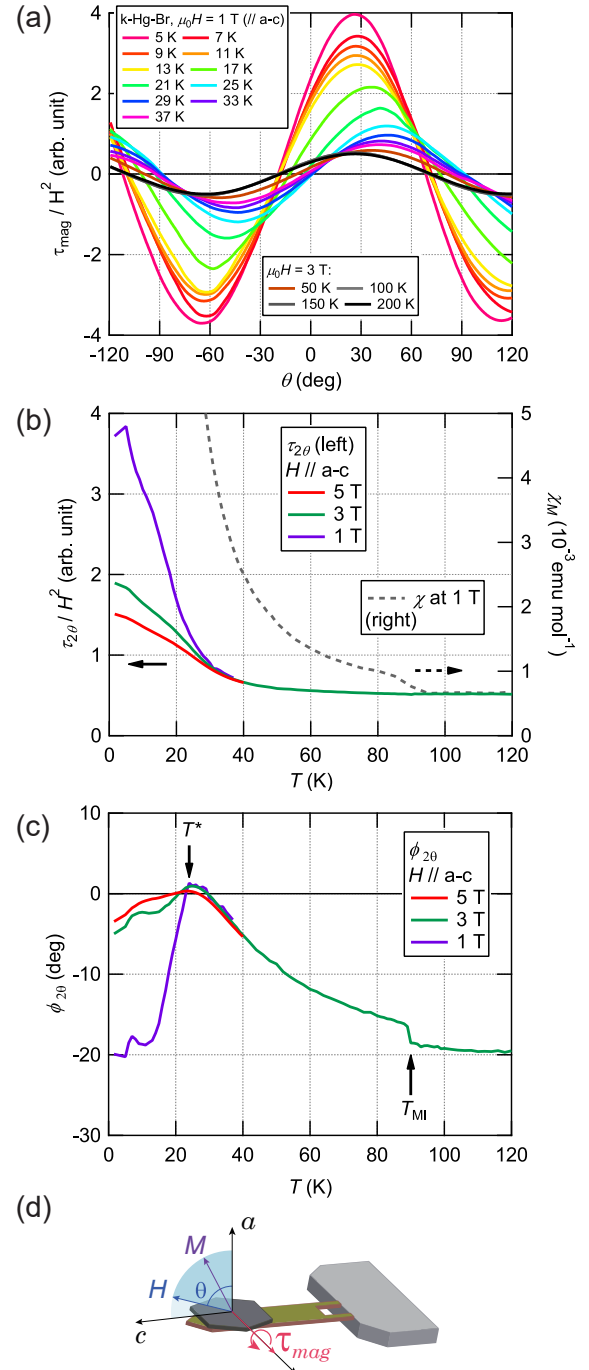 (a)
k-Hg-Br, μ₀H = 1 T (// a-c)
5 K 7 K
9 K 11 K
13 K 17 K
21 K 25 K
29 K 33 K
37 K
μ₀H = 3 T:
50 K 100 K
150 K 200 K
τmag / H² (arb. unit)
4
2
0
-2
-4
-120 -90 -60 -30 0 30 60 90 120
θ (deg)
(b)
τ2θ (left)
H // a-c
5 T
3 T
1 T
χ at 1 T
(right)
τ2θ / H² (arb. unit)
4
3
2
1
0
χM (10⁻³ emu mol⁻¹)
5
4
3
2
1
0
0 20 40 60 80 100 120
T (K)
(c)
T*
ϕ2θ
H // a-c
5 T
3 T
1 T
TMI
ϕ2θ (deg)
10
0
-10
-20
-30
0 20 40 60 80 100 120
T (K)
(d)
a
M
H
θ
c
τmag